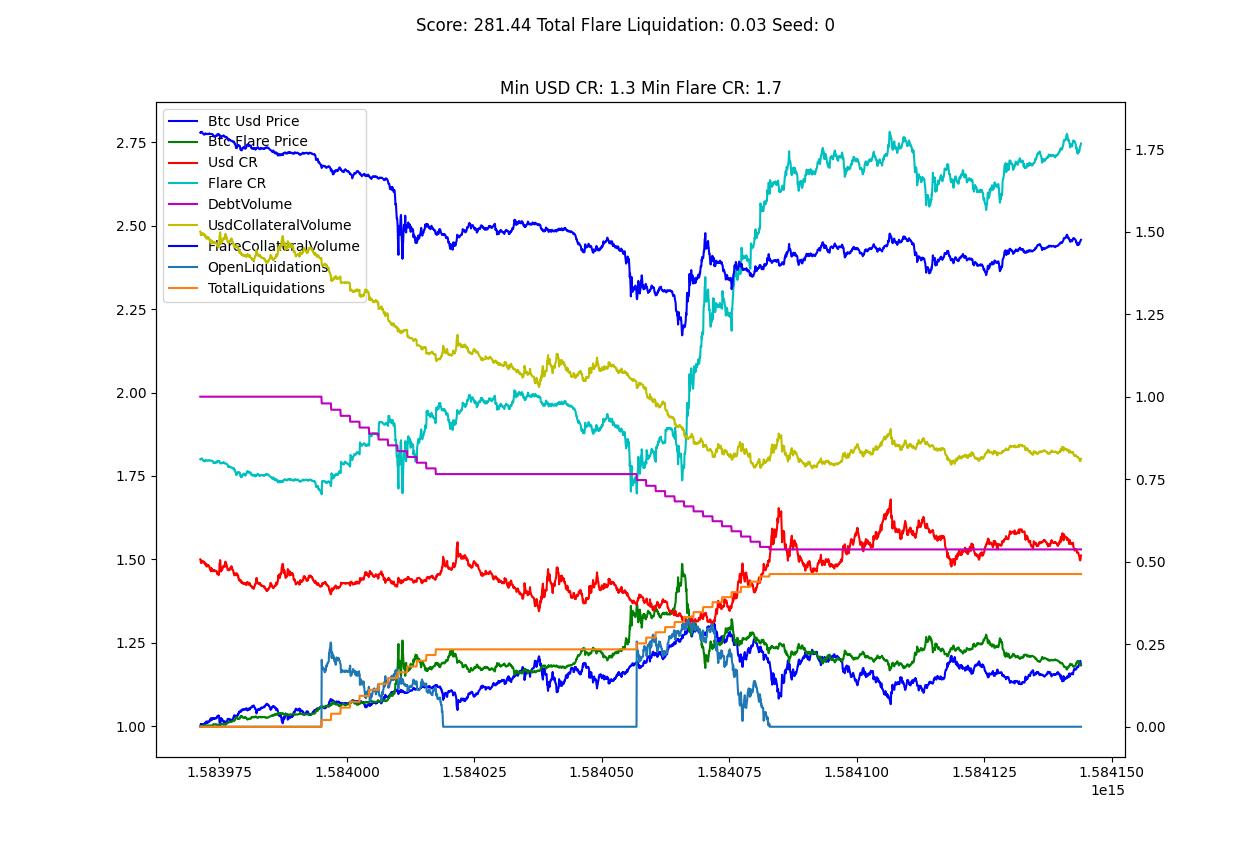 Score: 281.44 Total Flare Liquidation: 0.03 Seed: 0
Min USD CR: 1.3 Min Flare CR: 1.7
Btc Usd Price
Btc Flare Price
Usd CR
Flare CR
DebtVolume
UsdCollateralVolume
FlareCollateralVolume
OpenLiquidations
TotalLiquidations
2.75
2.50
2.25
2.00
1.75
1.50
1.25
1.00
1.75
1.50
1.25
1.00
0.75
0.50
0.25
0.00
1.583975 1.584000 1.584025 1.584050 1.584075 1.584100 1.584125 1.584150
1e15